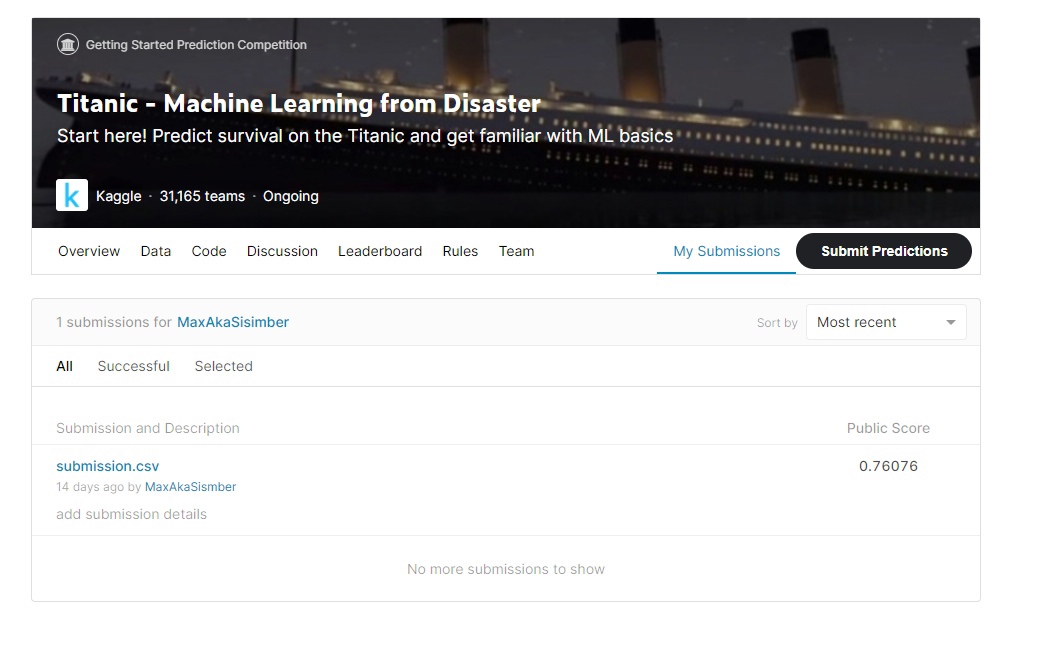 Getting Started Prediction Competition
Titanic - Machine Learning from Disaster
Start here! Predict survival on the Titanic and get familiar with ML basics
k Kaggle · 31,165 teams · Ongoing
Overview Data Code Discussion Leaderboard Rules Team My Submissions Submit Predictions
1 submissions for MaxAkaSisimber Sort by Most recent
All Successful Selected
Submission and Description Public Score
submission.csv 0.76076
14 days ago by MaxAkaSismber
add submission details
No more submissions to show